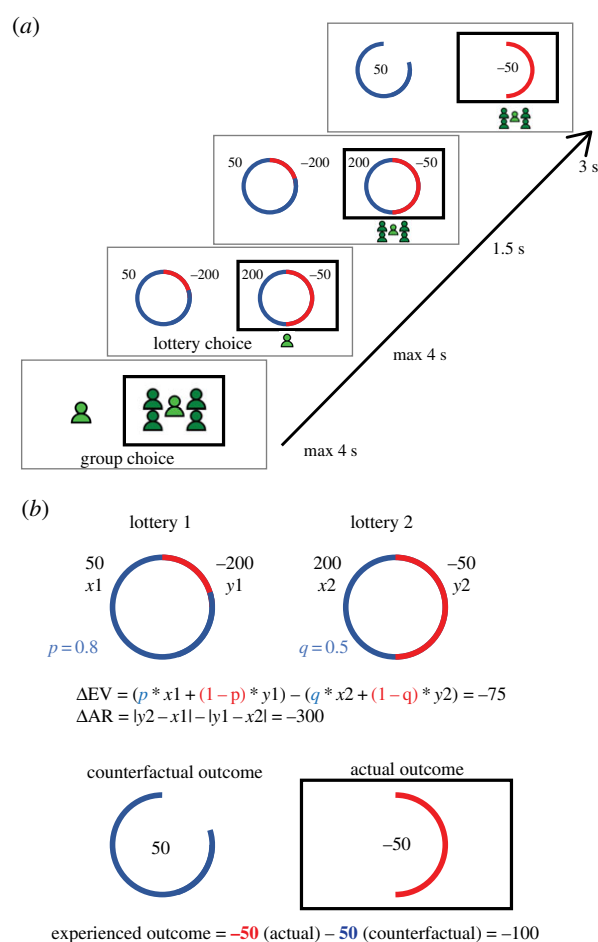 (a)
50
–50
3 s
50 –200 200 –50
1.5 s
50 –200 200 –50
lottery choice
max 4 s
group choice
max 4 s
(b)
lottery 1 lottery 2
50 –200 200 –50
x1 y1 x2 y2
p = 0.8 q = 0.5
ΔEV = (p * x1 + (1 – p) * y1) – (q * x2 + (1 – q) * y2) = –75
ΔAR = |y2 – x1| – |y1 – x2| = –300
counterfactual outcome actual outcome
50 –50
experienced outcome = –50 (actual) – 50 (counterfactual) = –100